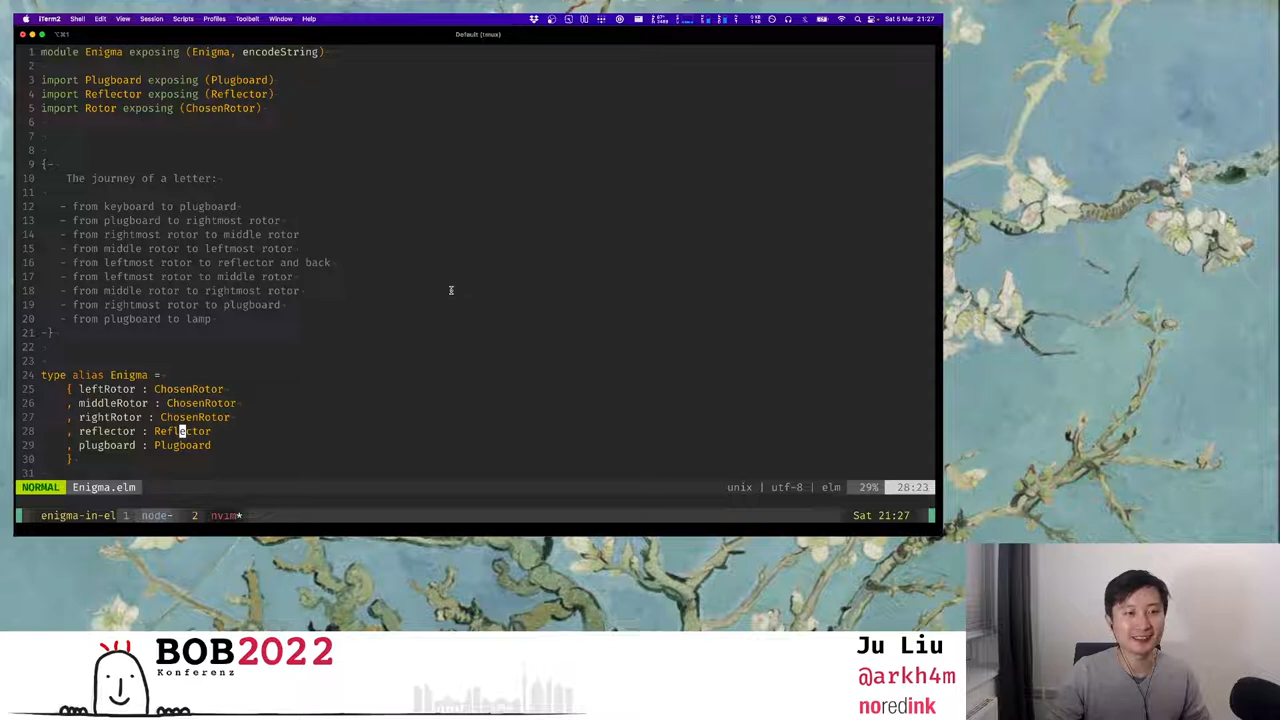 iTerm2 Shell Edit View Session Scripts Profiles Toolbelt Window Help
Sat 5 Mar 21:27
⌥⌘1
Default (tmux)
1 module Enigma exposing (Enigma, encodeString)
2
3 import Plugboard exposing (Plugboard)
4 import Reflector exposing (Reflector)
5 import Rotor exposing (ChosenRotor)
6
7
8
9 {-
10 The journey of a letter:
11
12 - from keyboard to plugboard
13 - from plugboard to rightmost rotor
14 - from rightmost rotor to middle rotor
15 - from middle rotor to leftmost rotor
16 - from leftmost rotor to reflector and back
17 - from leftmost rotor to middle rotor
18 - from middle rotor to rightmost rotor
19 - from rightmost rotor to plugboard
20 - from plugboard to lamp
21 -}
22
23
24 type alias Enigma =
25 { leftRotor : ChosenRotor
26 , middleRotor : ChosenRotor
27 , rightRotor : ChosenRotor
28 , reflector : Reflector
29 , plugboard : Plugboard
30 }
31
NORMAL Enigma.elm unix | utf-8 | elm 29% 28:23
enigma-in-el 1 node- 2 nvim* Sat 21:27
BOB2022
Konferenz
Ju Liu
@arkh4m
noredink